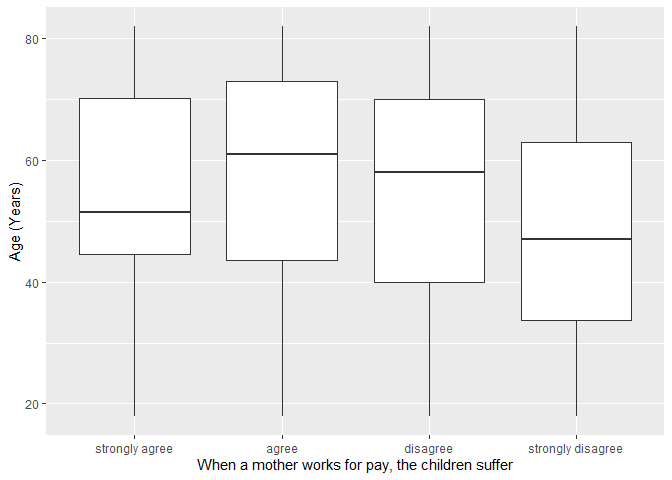 80
60
40
20
Age (Years)
strongly agree
agree
disagree
strongly disagree
When a mother works for pay, the children suffer